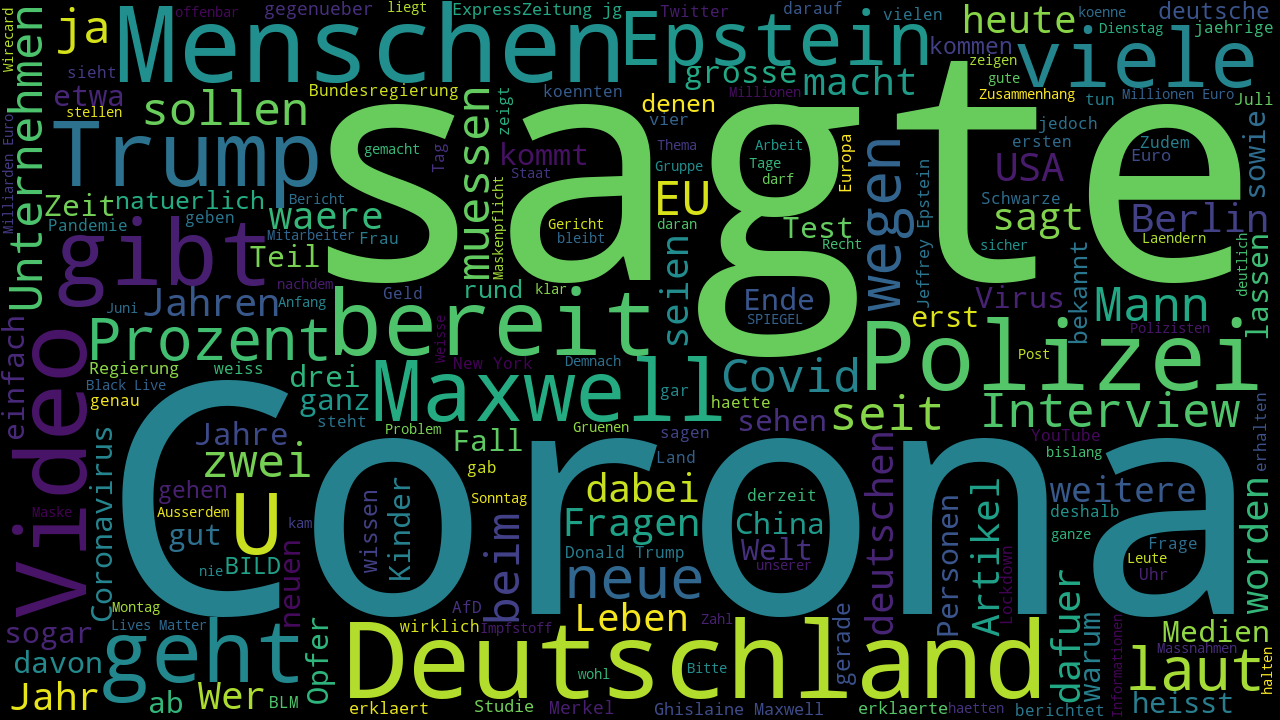 Wirecard
offenbar
gegenueber
liegt
ExpressZeitung jg
Twitter
darauf
vielen
heute
koenne
Dienstag
deutsche
jaehrige
ja
Menschen
Epstein
viele
kommen
zeigen
gute
sieht
etwa
stellen
sollen
Bundesregierung
koennten
grosse
macht
Millionen
denen
vier
Zusammenhang
tun
Millionen Euro
Juli
Unternehmen
Milliarden Euro
Trump
sagte
gemacht
Tag
muessen
zeigt
kommt
Staat
Maskenpflicht
Thema
Gruppe
Arbeit
Tage
darf
Europa
wegen
jedoch
ersten
Zudem
Euro
USA
Schwarze
sowie
Zeit
natuerlich
Bericht
EU
daran
Test
Recht
Jeffrey Epstein
sagt
Berlin
Laendern
Pandemie
geben
waere
Mitarbeiter
Frau
Gericht
bleibt
seien
sicher
bekannt
lassen
deutlich
gibt
Teil
nachdem
Juni
Jahren
Anfang
Geld
rund
klar
Ende
SPIEGEL
erst
Virus
Mann
Polizisten
einfach
Video
Prozent
bereit
Weisse
Polizei
Post
Regierung
weiss
New York
Demnach
Black Live
genau
drei
ganz
steht
Maxwell
gar
Covid
haette
seit
Interview
Problem
Gruenen
sehen
sagen
YouTube
bislang
erhalten
Coronavirus
Jahre
zwei
Fall
gab
Land
Corona
gehen
Ausserdem
U
Sonntag
dabei
derzeit
deutschen
weitere
deshalb
Maske
gut
kam
wissen
Kinder
Fragen
China
Personen
Artikel
Lockdown
ganze
Frage
worden
nie
BILD
neuen
beim
Donald Trump
Welt
unserer
Leute
Uhr
neue
Montag
AfD
dafuer
sogar
Lives Matter
Opfer
wirklich
Impfstoff
Leben
Zahl
gerade
warum
Informationen
Medien
Massnahmen
davon
geht
Deutschland
wohl
Bitte
laut
halten
Jahr
ab
Wer
BLM
erklaert
Studie
Merkel
Ghislaine Maxwell
erklaerte
haetten
berichtet
heisst